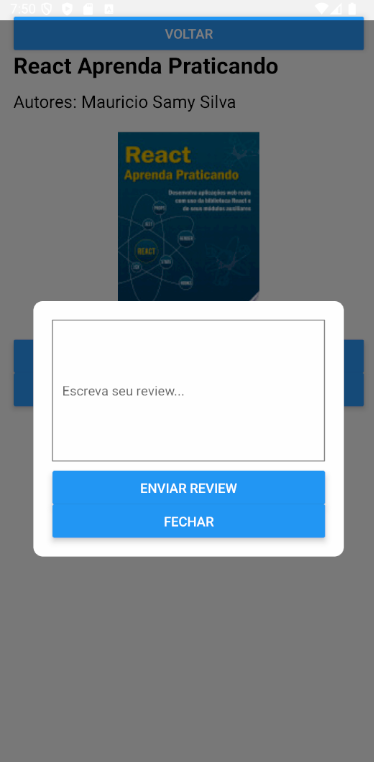 7:50
VOLTAR
React Aprenda Praticando
Autores: Mauricio Samy Silva
React
Aprenda Praticando
Desenvolva aplicações web reais
com uso da biblioteca React e
de seus módulos auxiliares
REACT
Escreva seu review...
ENVIAR REVIEW
FECHAR